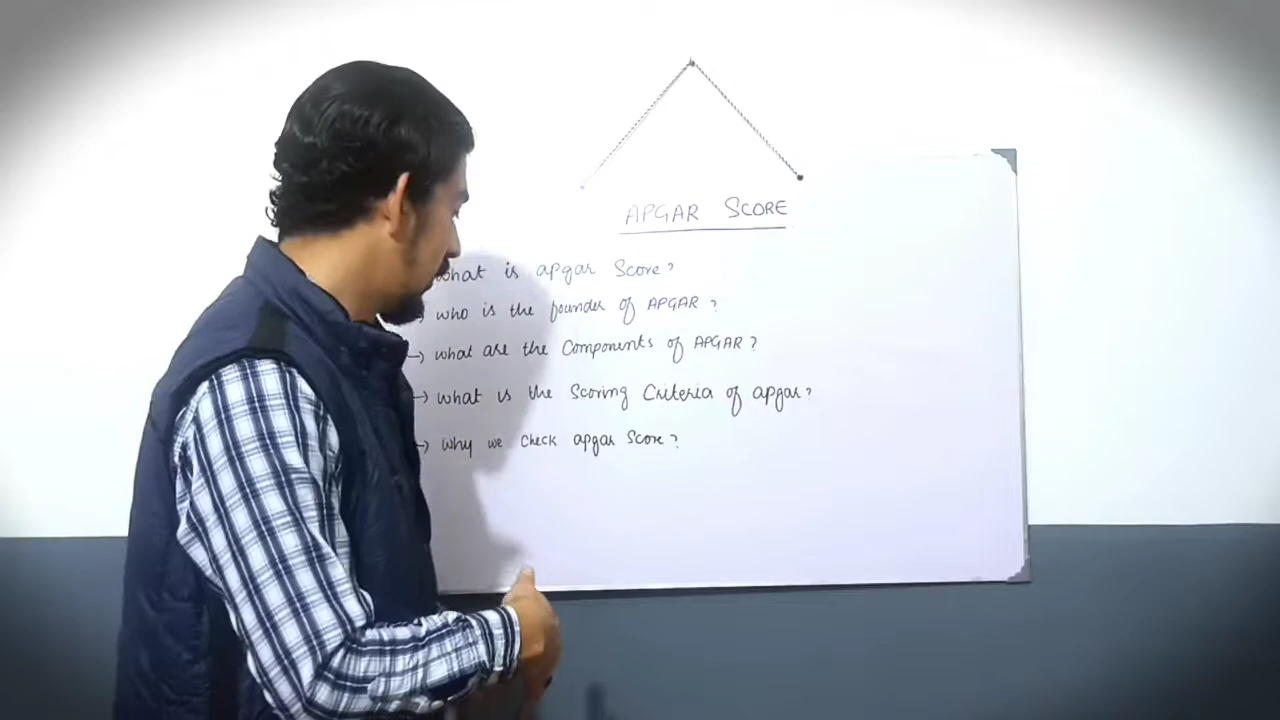 APGAR SCORE
what is apgar Score?
→ who is the founder of APGAR ?
→ what are the Components of APGAR ?
→ what is the Scoring Criteria of apgar?
→ why we check apgar Score?